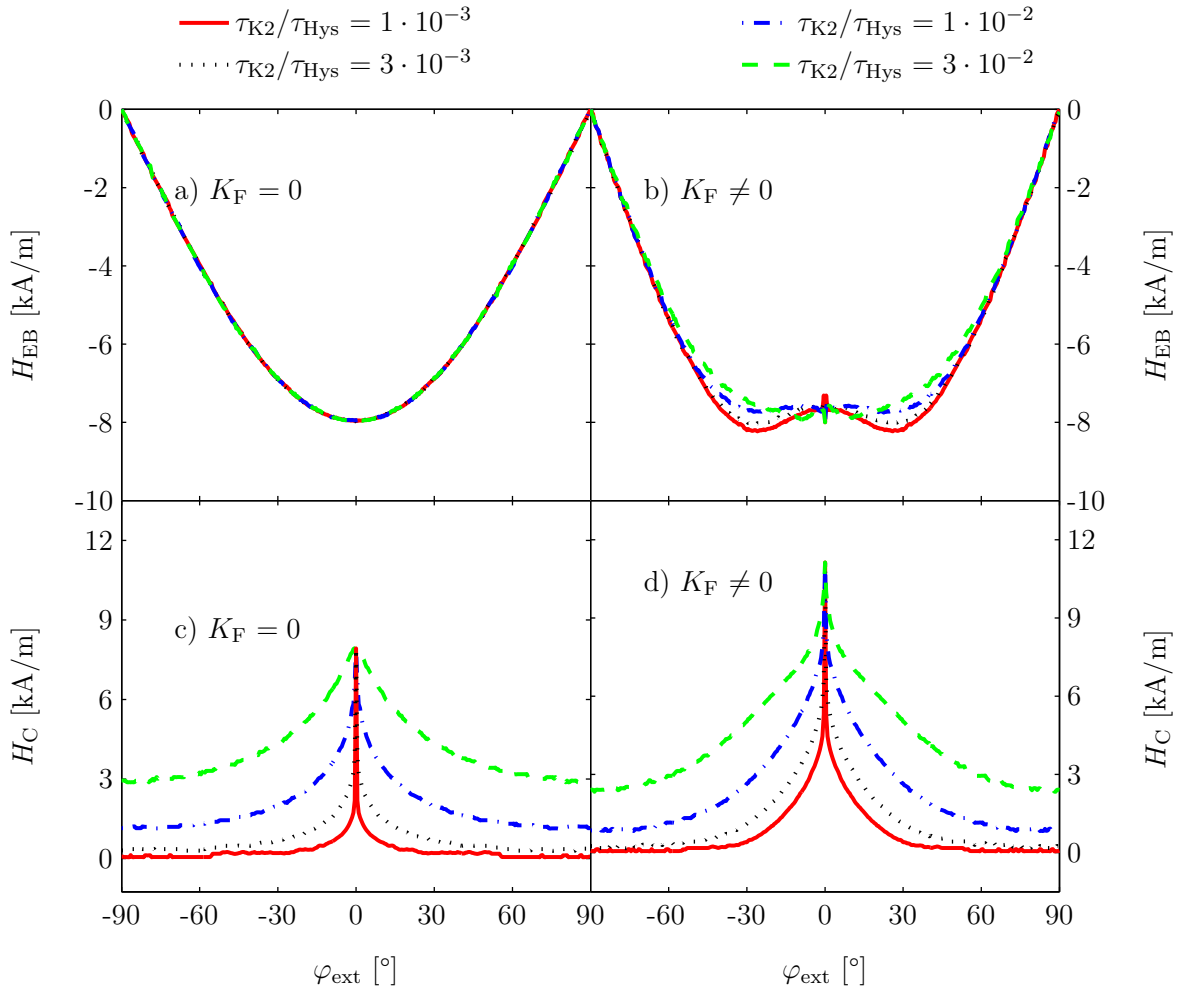 τK2/τHys = 1 · 10−3 τK2/τHys = 1 · 10−2
τK2/τHys = 3 · 10−3 τK2/τHys = 3 · 10−2
0 0
-2 a) KF = 0 b) KF ≠ 0 -2
-4 -4
HEB [kA/m] HEB [kA/m]
-6 -6
-8 -8
-10 -10
12 12
9 d) KF ≠ 0 9
c) KF = 0
HC [kA/m] HC [kA/m]
6 6
3 3
0 0
-90 -60 -30 0 30 60 90 -60 -30 0 30 60 90
φext [°] φext [°]